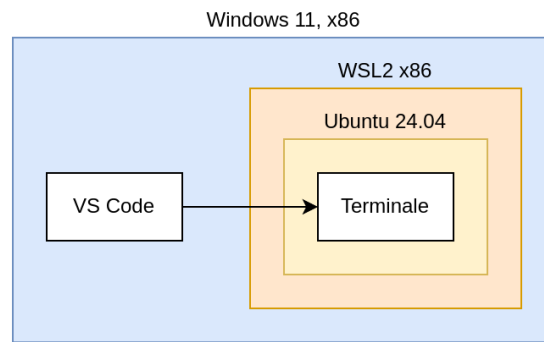 Windows 11, x86
WSL2 x86
Ubuntu 24.04
VS Code
Terminale